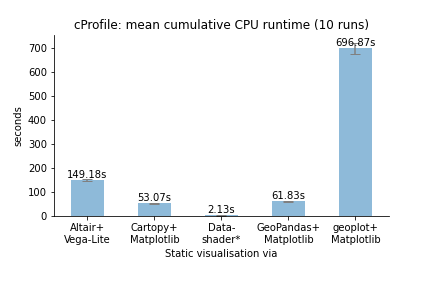 cProfile: mean cumulative CPU runtime (10 runs)
700
600
500
400
300
200
100
0
seconds
149.18s
53.07s
2.13s
61.83s
696.87s
Altair+
Vega-Lite
Cartopy+
Matplotlib
Data-
shader*
GeoPandas+
Matplotlib
geoplot+
Matplotlib
Static visualisation via